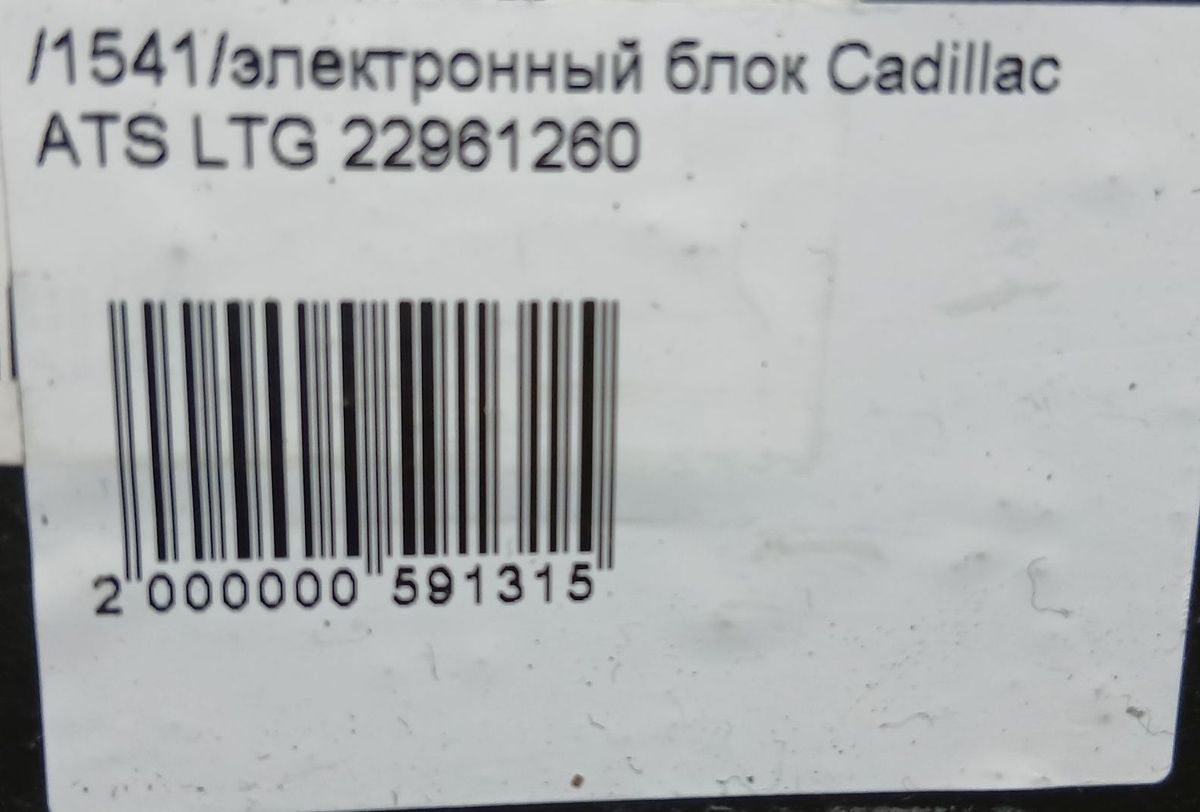 /1541/электронный блок Cadillac
ATS LTG 22961260
2 000000 591315